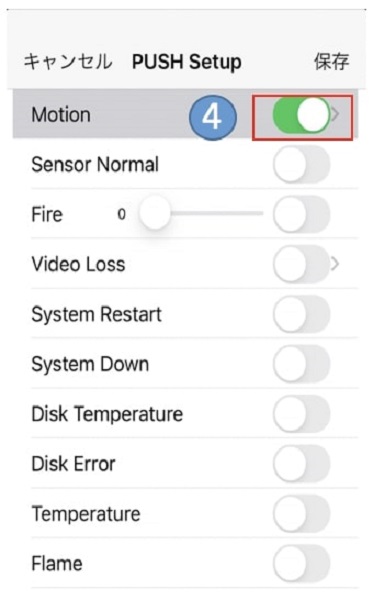 キャンセル PUSH Setup 保存
Motion 4
Sensor Normal
Fire 0
Video Loss
System Restart
System Down
Disk Temperature
Disk Error
Temperature
Flame